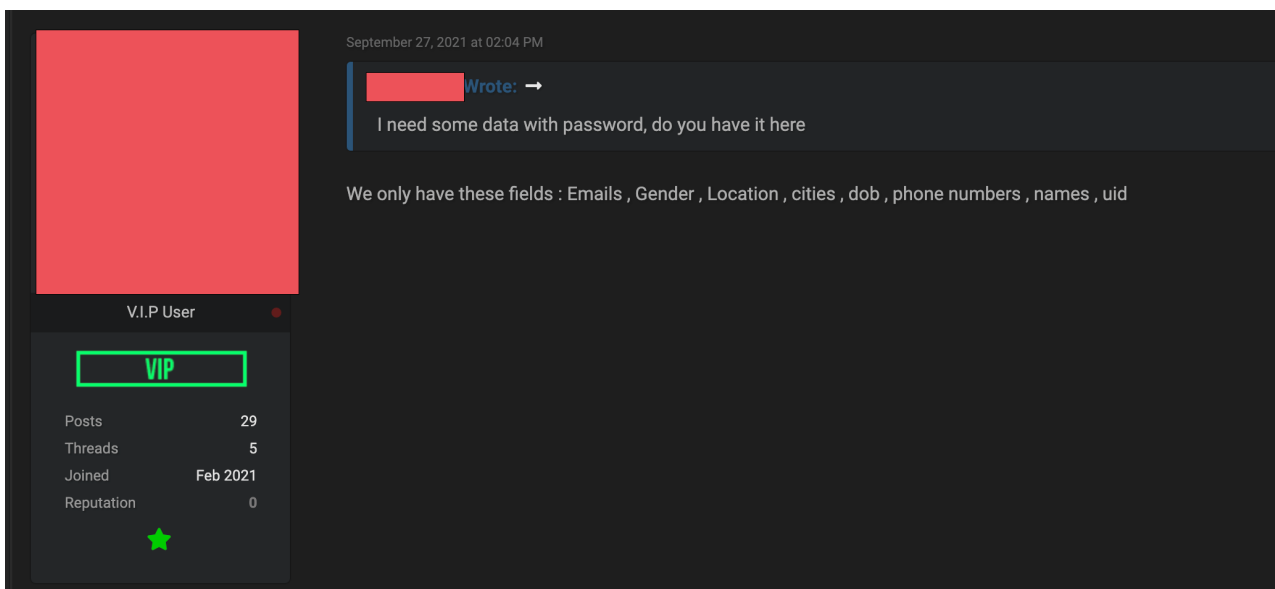 September 27, 2021 at 02:04 PM
Wrote: →
I need some data with password, do you have it here
We only have these fields : Emails , Gender , Location , cities , dob , phone numbers , names , uid
V.I.P User
VIP
Posts 29
Threads 5
Joined Feb 2021
Reputation 0